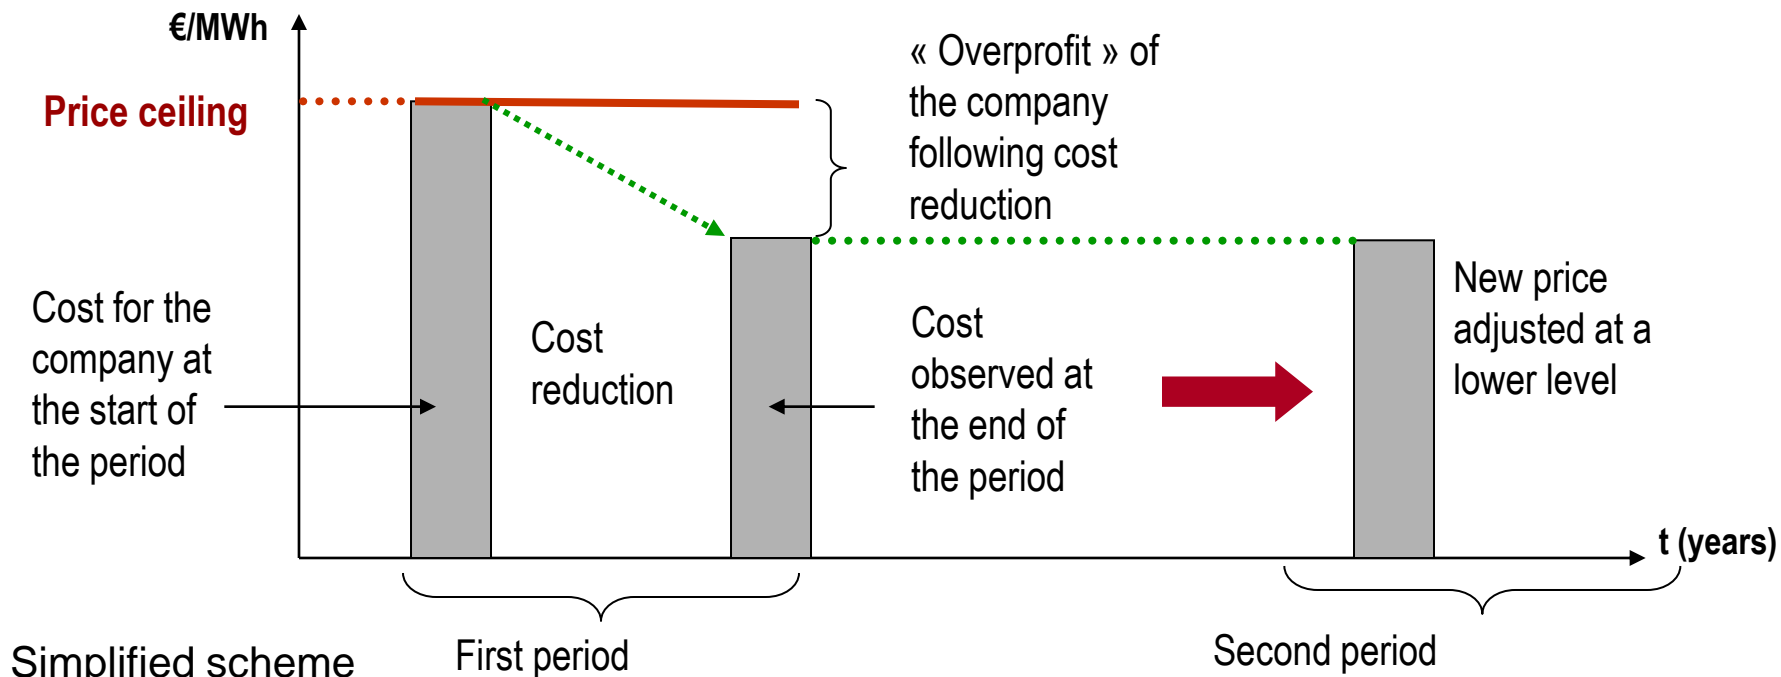 €/MWh
Price ceiling
« Overprofit » of
the company
following cost
reduction
Cost for the
company at
the start of
the period
Cost
reduction
Cost
observed at
the end of
the period
New price
adjusted at a
lower level
t (years)
First period
Second period
Simplified scheme